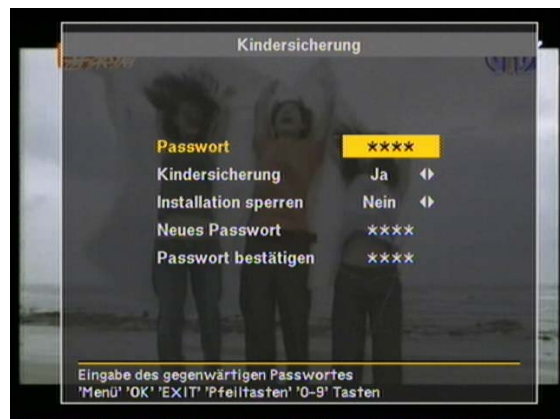 Kindersicherung
Passwort ****
Kindersicherung Ja
Installation sperren Nein
Neues Passwort ****
Passwort bestätigen ****
Eingabe des gegenwärtigen Passwortes
'Menü' 'OK' 'EXIT' 'Pfeiltasten' '0-9' Tasten